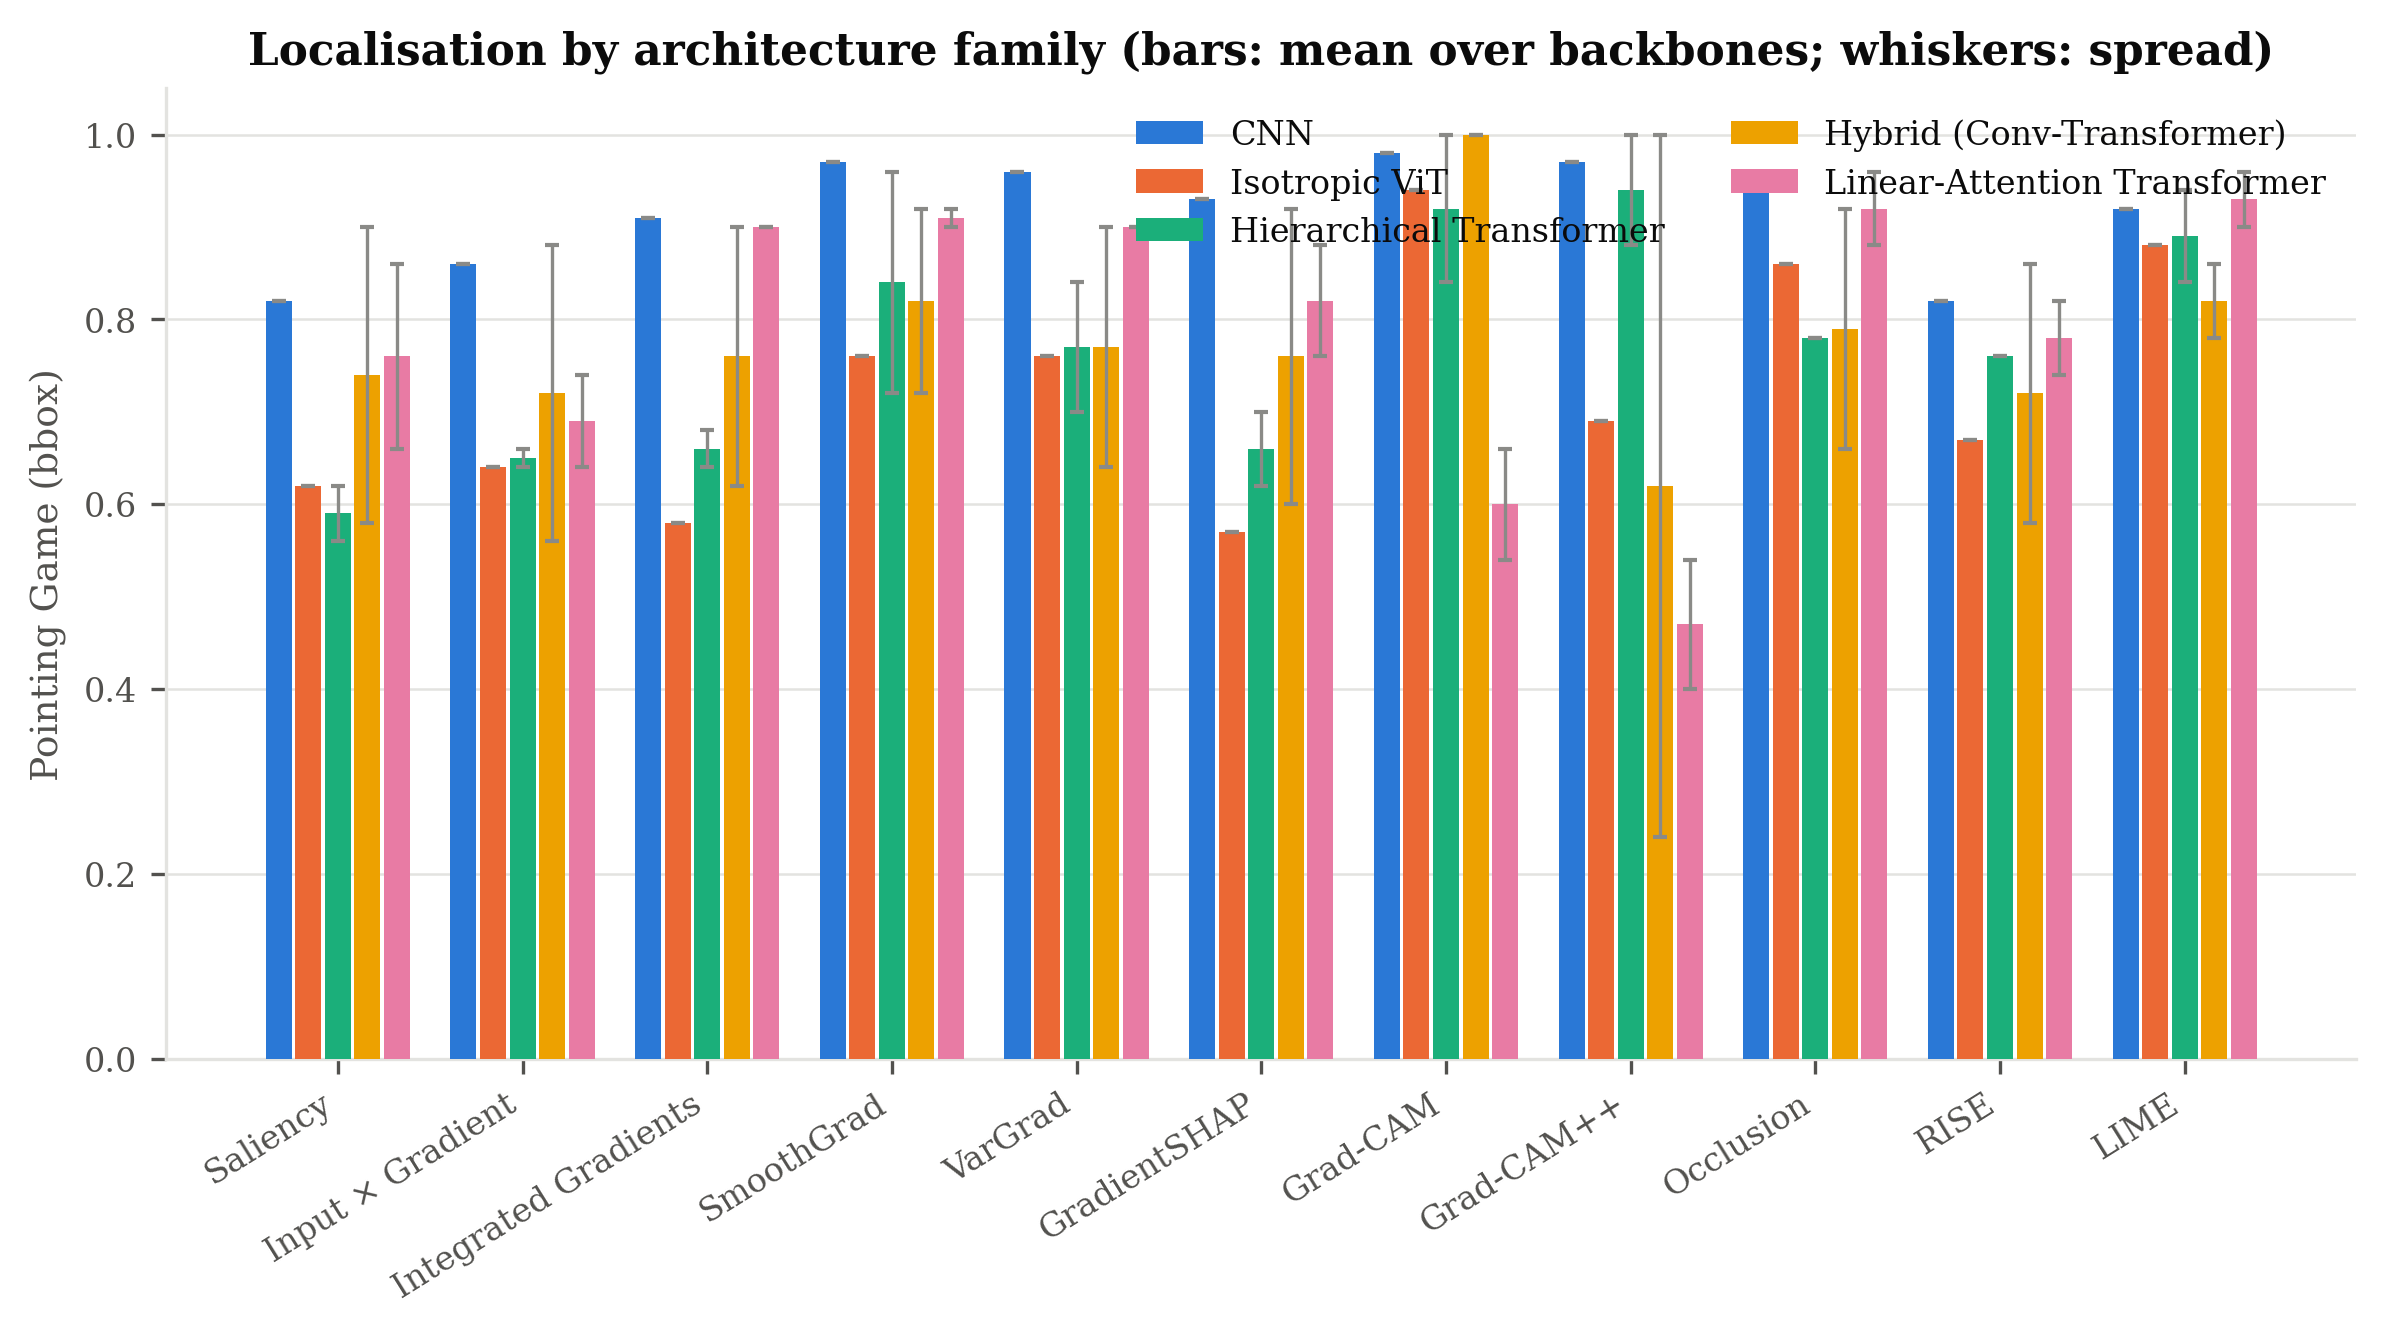 Localisation by architecture family (bars: mean over backbones; whiskers: spread)
CNN
Isotropic ViT
Hierarchical Transformer
Hybrid (Conv-Transformer)
Linear-Attention Transformer
Pointing Game (bbox)
1.0
0.8
0.6
0.4
0.2
0.0
Saliency
Input × Gradient
Integrated Gradients
SmoothGrad
VarGrad
GradientSHAP
Grad-CAM
Grad-CAM++
Occlusion
RISE
LIME